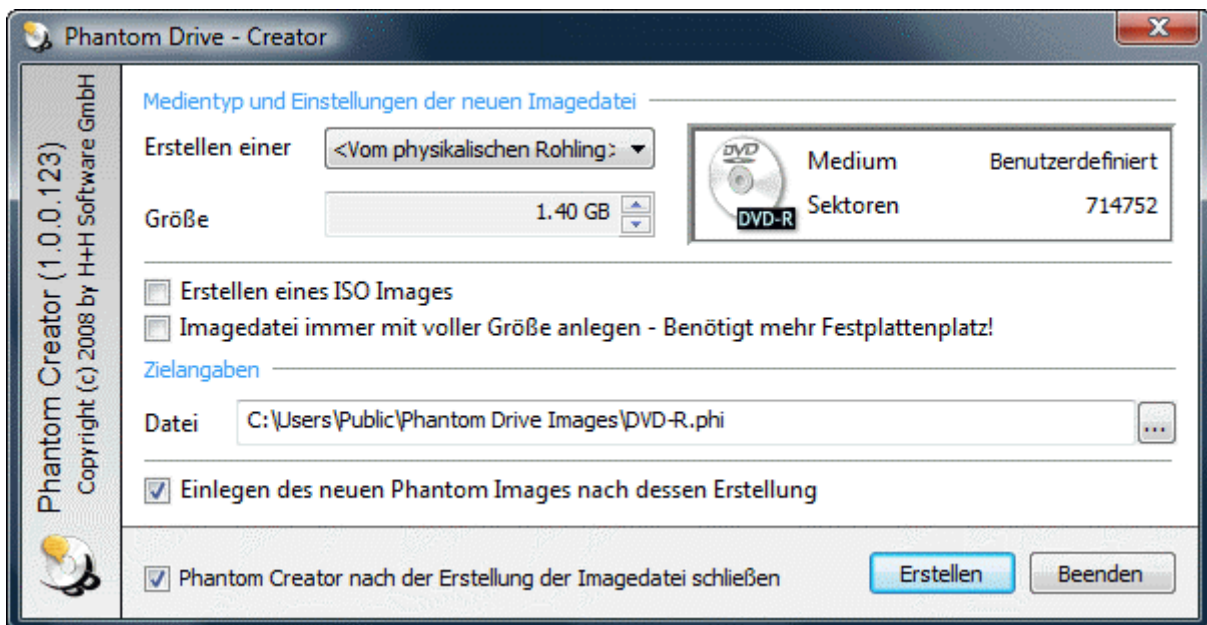 Phantom Drive - Creator
Phantom Creator (1.0.0.123)
Copyright (c) 2008 by H+H Software GmbH
Medientyp und Einstellungen der neuen Imagedatei
Erstellen einer <Vom physikalischen Rohling>
Größe 1.40 GB
DVD
DVD-R
Medium Benutzerdefiniert
Sektoren 714752
Erstellen eines ISO Images
Imagedatei immer mit voller Größe anlegen - Benötigt mehr Festplattenplatz!
Zielangaben
Datei C:\Users\Public\Phantom Drive Images\DVD-R.phi ...
Einlegen des neuen Phantom Images nach dessen Erstellung
Phantom Creator nach der Erstellung der Imagedatei schließen
Erstellen Beenden